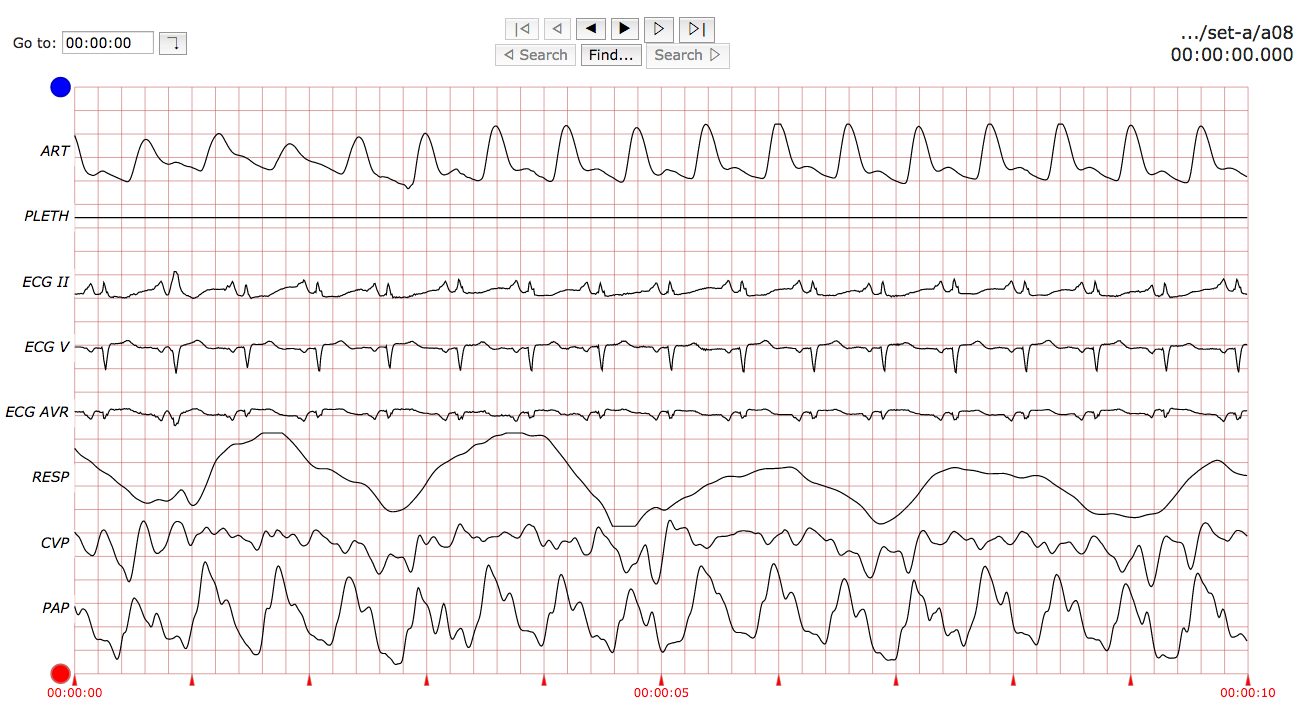 Go to: 00:00:00
◁ Search Find... Search ▷
.../set-a/a08
00:00:00.000
ART
PLETH
ECG II
ECG V
ECG AVR
RESP
CVP
PAP
00:00:00 00:00:05 00:00:10